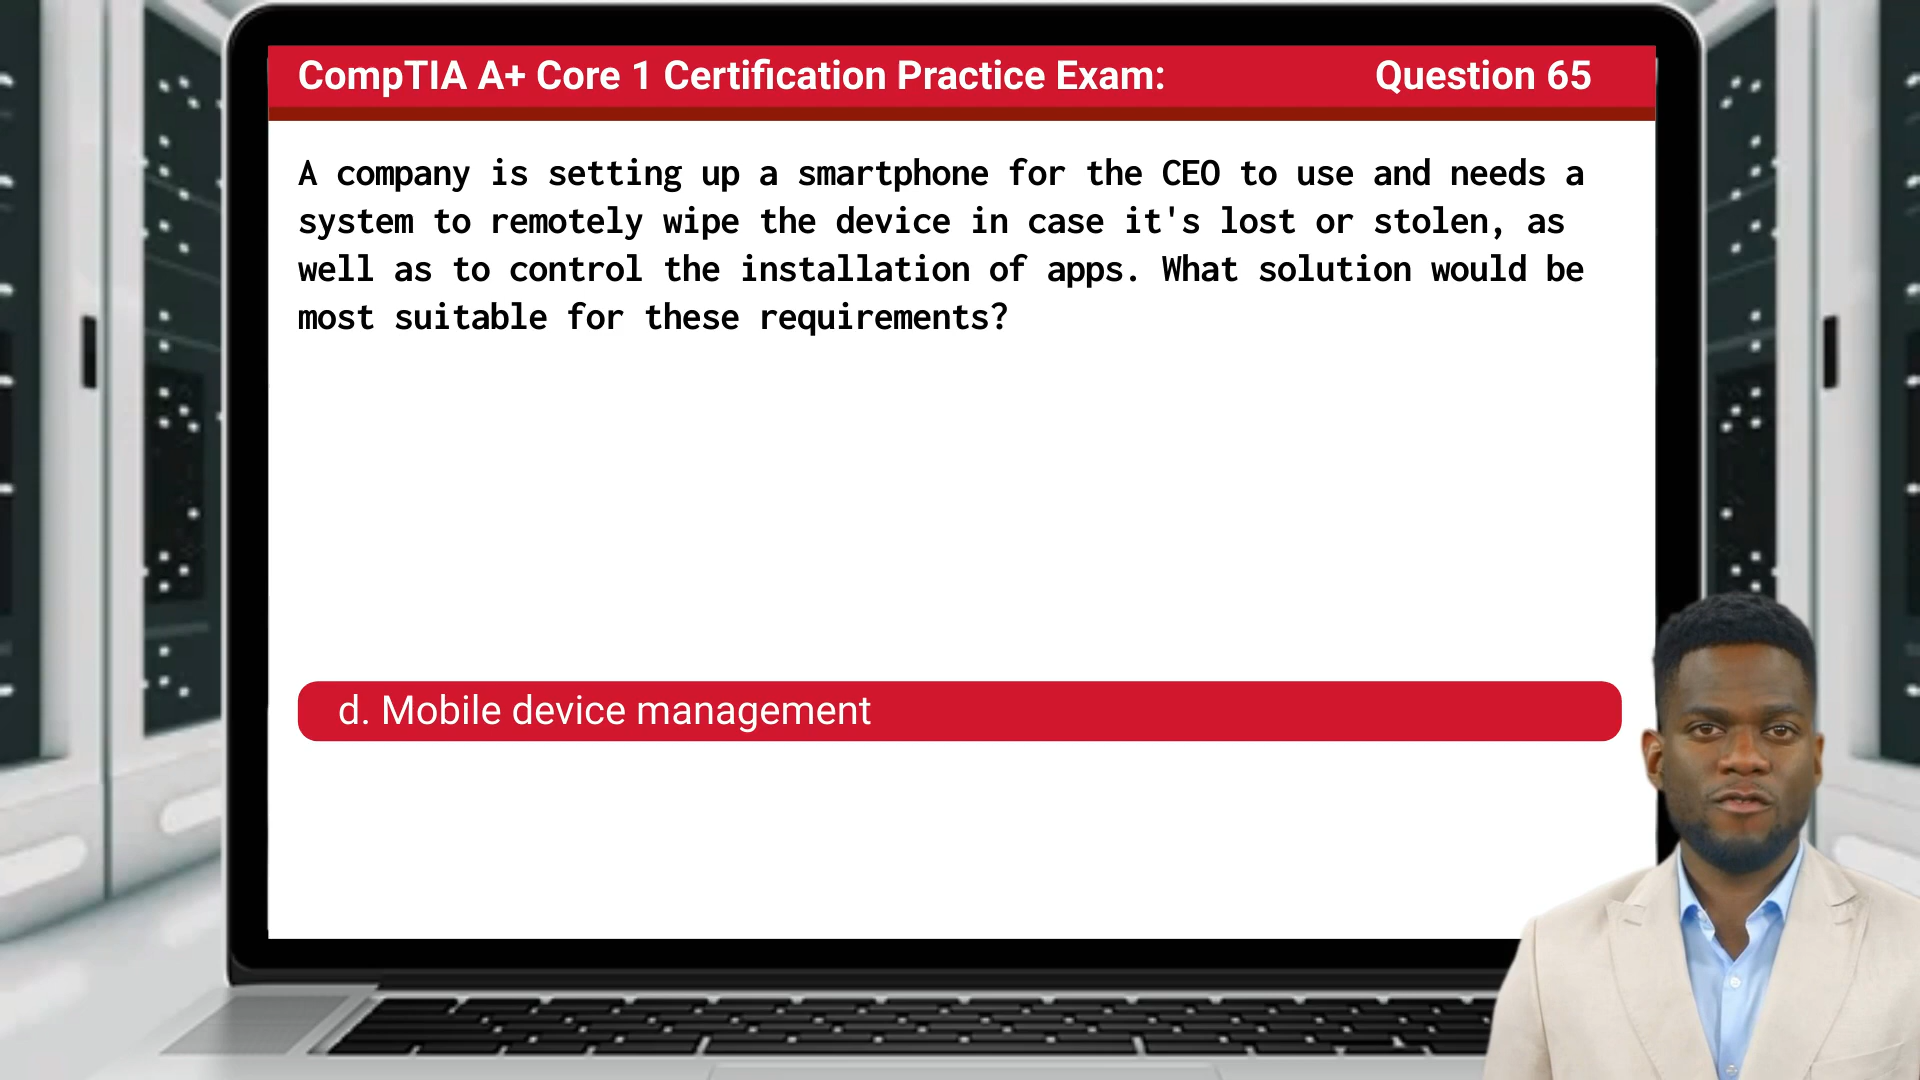 CompTIA A+ Core 1 Certification Practice Exam: Question 65
A company is setting up a smartphone for the CEO to use and needs a
system to remotely wipe the device in case it's lost or stolen, as
well as to control the installation of apps. What solution would be
most suitable for these requirements?
d. Mobile device management